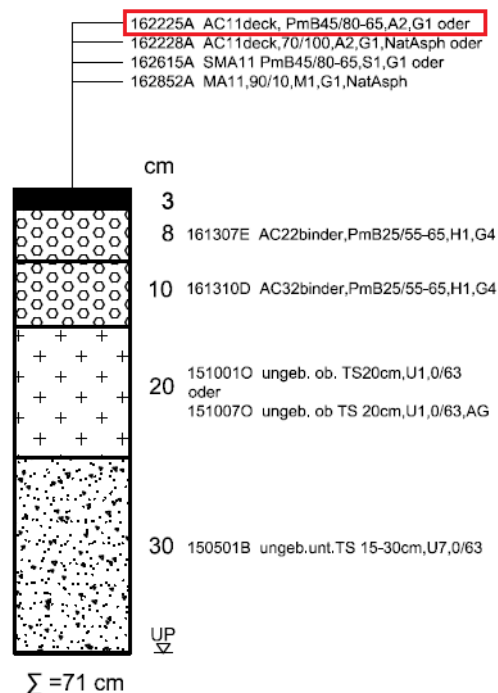 162225A AC11deck, PmB45/80-65,A2,G1 oder
162228A AC11deck,70/100,A2,G1,NatAsph oder
162615A SMA11 PmB45/80-65,S1,G1 oder
162852A MA11,90/10,M1,G1,NatAsph
cm
3
8 161307E AC22binder,PmB25/55-65,H1,G4
10 161310D AC32binder,PmB25/55-65,H1,G4
20 151001O ungeb. ob. TS20cm,U1,0/63
oder
151007O ungeb. ob TS 20cm,U1,0/63,AG
30 150501B ungeb.unt.TS 15-30cm,U7,0/63
UP
∑ =71 cm